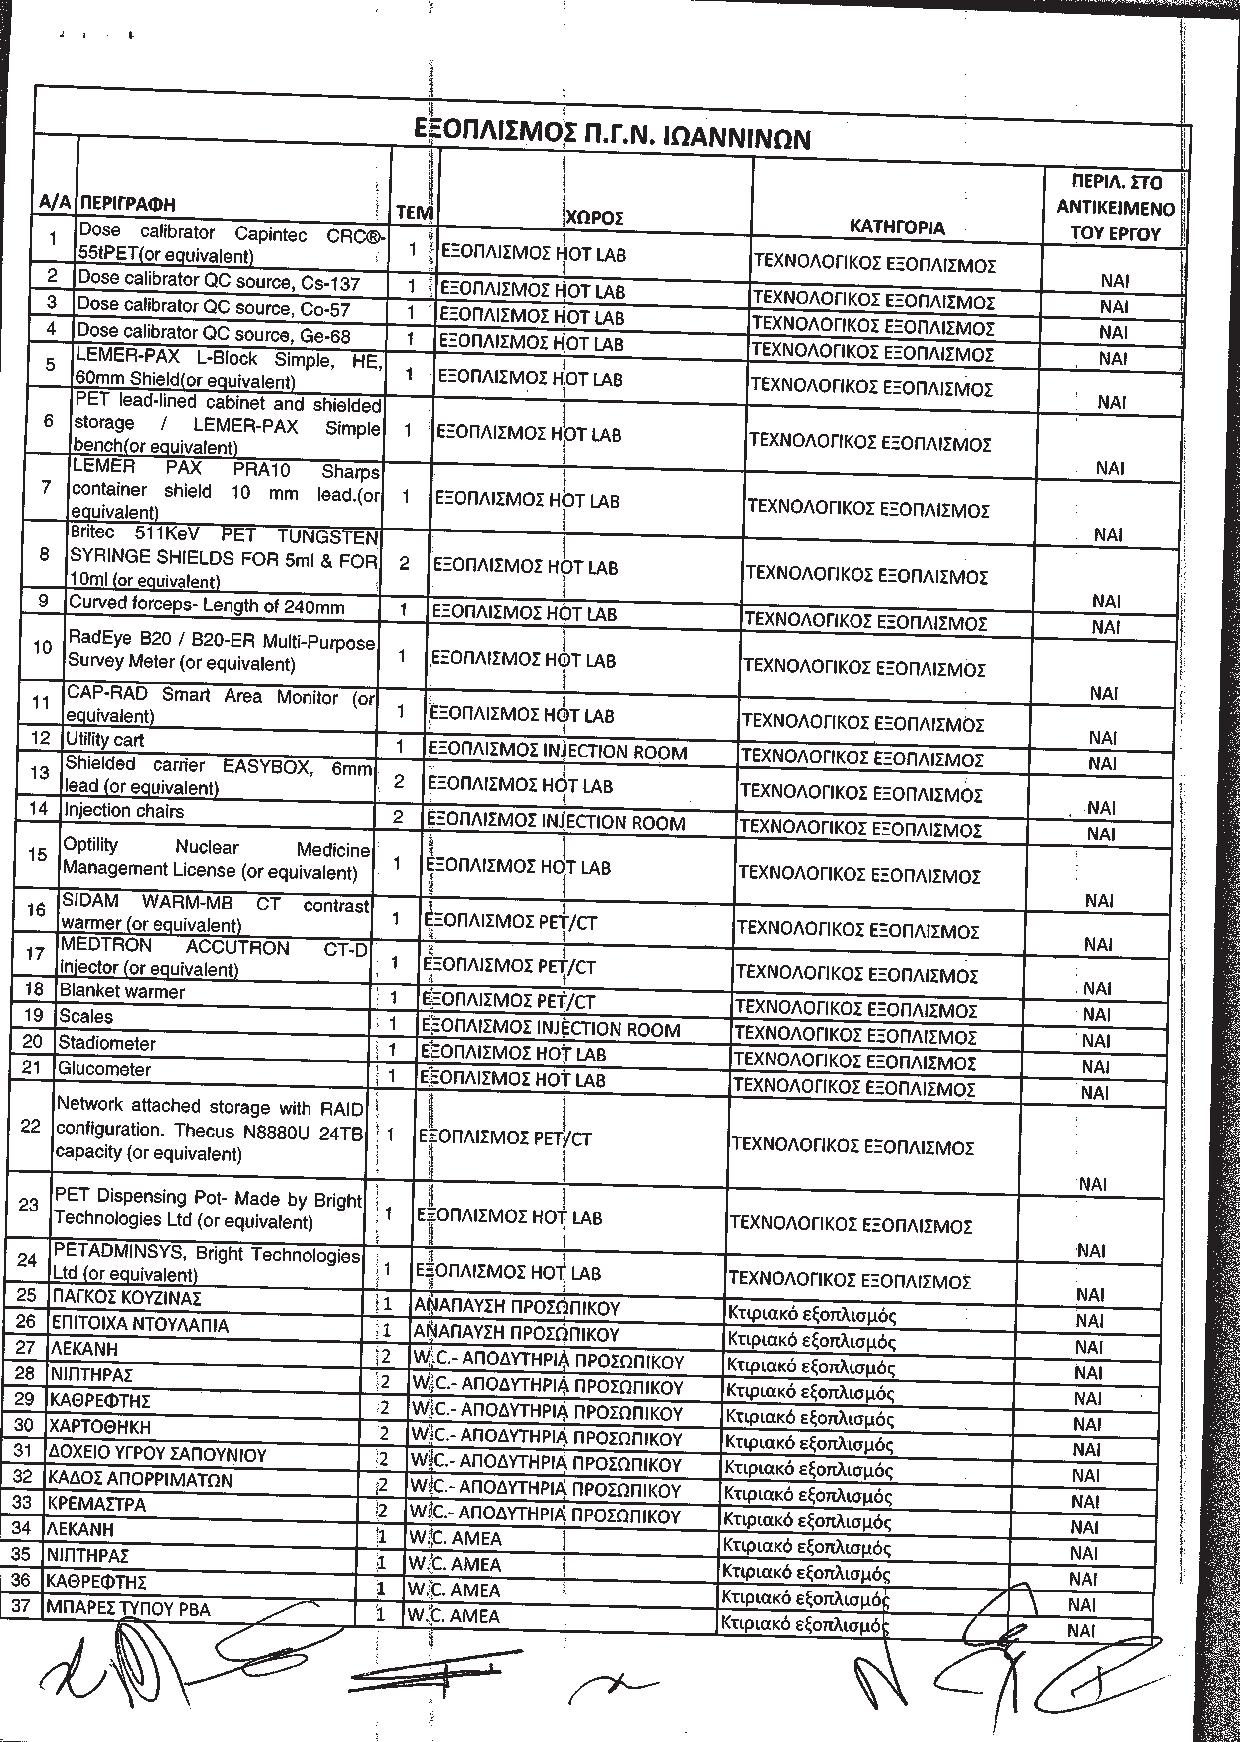 ΕΞΟΠΛΙΣΜΟΣ Π.Γ.Ν. ΙΩΑΝΝΙΝΩΝ
Α/Α ΠΕΡΙΓΡΑΦΗ ΤΕΜ ΧΩΡΟΣ ΚΑΤΗΓΟΡΙΑ ΠΕΡΙΛ. ΣΤΟ
ΑΝΤΙΚΕΙΜΕΝΟ
ΤΟΥ ΕΡΓΟΥ
1 Dose calibrator Capintec CRC®-
55tPET(or equivalent) 1 ΕΞΟΠΛΙΣΜΟΣ HOT LAB ΤΕΧΝΟΛΟΓΙΚΟΣ ΕΞΟΠΛΙΣΜΟΣ ΝΑΙ
2 Dose calibrator QC source, Cs-137 1 ΕΞΟΠΛΙΣΜΟΣ HOT LAB ΤΕΧΝΟΛΟΓΙΚΟΣ ΕΞΟΠΛΙΣΜΟΣ ΝΑΙ
3 Dose calibrator QC source, Co-57 1 ΕΞΟΠΛΙΣΜΟΣ HOT LAB ΤΕΧΝΟΛΟΓΙΚΟΣ ΕΞΟΠΛΙΣΜΟΣ ΝΑΙ
4 Dose calibrator QC source, Ge-68 1 ΕΞΟΠΛΙΣΜΟΣ HOT LAB ΤΕΧΝΟΛΟΓΙΚΟΣ ΕΞΟΠΛΙΣΜΟΣ ΝΑΙ
5 LEMER-PAX L-Block Simple, HE,
60mm Shield(or equivalent) 1 ΕΞΟΠΛΙΣΜΟΣ HOT LAB ΤΕΧΝΟΛΟΓΙΚΟΣ ΕΞΟΠΛΙΣΜΟΣ ΝΑΙ
PET lead-lined cabinet and shielded
6 storage / LEMER-PAX Simple 1 ΕΞΟΠΛΙΣΜΟΣ HOT LAB ΤΕΧΝΟΛΟΓΙΚΟΣ ΕΞΟΠΛΙΣΜΟΣ ΝΑΙ
bench(or equivalent)
LEMER PAX PRA10 Sharps
7 container shield 10 mm lead.(or 1 ΕΞΟΠΛΙΣΜΟΣ HOT LAB ΤΕΧΝΟΛΟΓΙΚΟΣ ΕΞΟΠΛΙΣΜΟΣ ΝΑΙ
equivalent)
Britec 511KeV PET TUNGSTEN
8 SYRINGE SHIELDS FOR 5ml & FOR 2 ΕΞΟΠΛΙΣΜΟΣ HOT LAB ΤΕΧΝΟΛΟΓΙΚΟΣ ΕΞΟΠΛΙΣΜΟΣ ΝΑΙ
10ml (or equivalent)
9 Curved forceps- Length of 240mm 1 ΕΞΟΠΛΙΣΜΟΣ HOT LAB ΤΕΧΝΟΛΟΓΙΚΟΣ ΕΞΟΠΛΙΣΜΟΣ ΝΑΙ
10 RadEye B20 / B20-ER Multi-Purpose
Survey Meter (or equivalent) 1 ΕΞΟΠΛΙΣΜΟΣ HOT LAB ΤΕΧΝΟΛΟΓΙΚΟΣ ΕΞΟΠΛΙΣΜΟΣ ΝΑΙ
11 CAP-RAD Smart Area Monitor (or
equivalent) 1 ΕΞΟΠΛΙΣΜΟΣ HOT LAB ΤΕΧΝΟΛΟΓΙΚΟΣ ΕΞΟΠΛΙΣΜΟΣ ΝΑΙ
12 Utility cart 1 ΕΞΟΠΛΙΣΜΟΣ INJECTION ROOM ΤΕΧΝΟΛΟΓΙΚΟΣ ΕΞΟΠΛΙΣΜΟΣ ΝΑΙ
13 Shielded carrier EASYBOX, 6mm
lead (or equivalent) 2 ΕΞΟΠΛΙΣΜΟΣ HOT LAB ΤΕΧΝΟΛΟΓΙΚΟΣ ΕΞΟΠΛΙΣΜΟΣ ΝΑΙ
14 Injection chairs 2 ΕΞΟΠΛΙΣΜΟΣ INJECTION ROOM ΤΕΧΝΟΛΟΓΙΚΟΣ ΕΞΟΠΛΙΣΜΟΣ ΝΑΙ
15 Optility Nuclear Medicine
Management License (or equivalent) 1 ΕΞΟΠΛΙΣΜΟΣ HOT LAB ΤΕΧΝΟΛΟΓΙΚΟΣ ΕΞΟΠΛΙΣΜΟΣ ΝΑΙ
16 SIDAM WARM-MB CT contrast
warmer (or equivalent) 1 ΕΞΟΠΛΙΣΜΟΣ PET/CT ΤΕΧΝΟΛΟΓΙΚΟΣ ΕΞΟΠΛΙΣΜΟΣ ΝΑΙ
17 MEDTRON ACCUTRON CT-D
injector (or equivalent) 1 ΕΞΟΠΛΙΣΜΟΣ PET/CT ΤΕΧΝΟΛΟΓΙΚΟΣ ΕΞΟΠΛΙΣΜΟΣ ΝΑΙ
18 Blanket warmer 1 ΕΞΟΠΛΙΣΜΟΣ PET/CT ΤΕΧΝΟΛΟΓΙΚΟΣ ΕΞΟΠΛΙΣΜΟΣ ΝΑΙ
19 Scales 1 ΕΞΟΠΛΙΣΜΟΣ INJECTION ROOM ΤΕΧΝΟΛΟΓΙΚΟΣ ΕΞΟΠΛΙΣΜΟΣ ΝΑΙ
20 Stadiometer 1 ΕΞΟΠΛΙΣΜΟΣ HOT LAB ΤΕΧΝΟΛΟΓΙΚΟΣ ΕΞΟΠΛΙΣΜΟΣ ΝΑΙ
21 Glucometer 1 ΕΞΟΠΛΙΣΜΟΣ HOT LAB ΤΕΧΝΟΛΟΓΙΚΟΣ ΕΞΟΠΛΙΣΜΟΣ ΝΑΙ
Network attached storage with RAID
22 configuration. Thecus N8880U 24TB 1 ΕΞΟΠΛΙΣΜΟΣ PET/CT ΤΕΧΝΟΛΟΓΙΚΟΣ ΕΞΟΠΛΙΣΜΟΣ ΝΑΙ
capacity (or equivalent)
23 PET Dispensing Pot- Made by Bright
Technologies Ltd (or equivalent) 1 ΕΞΟΠΛΙΣΜΟΣ HOT LAB ΤΕΧΝΟΛΟΓΙΚΟΣ ΕΞΟΠΛΙΣΜΟΣ ΝΑΙ
24 PETADMINSYS, Bright Technologies
Ltd (or equivalent) 1 ΕΞΟΠΛΙΣΜΟΣ HOT LAB ΤΕΧΝΟΛΟΓΙΚΟΣ ΕΞΟΠΛΙΣΜΟΣ ΝΑΙ
25 ΠΑΓΚΟΣ ΚΟΥΖΙΝΑΣ 1 ΑΝΑΠΑΥΣΗ ΠΡΟΣΩΠΙΚΟΥ Κτιριακό εξοπλισμός ΝΑΙ
26 ΕΠΙΤΟΙΧΑ ΝΤΟΥΛΑΠΙΑ 1 ΑΝΑΠΑΥΣΗ ΠΡΟΣΩΠΙΚΟΥ Κτιριακό εξοπλισμός ΝΑΙ
27 ΛΕΚΑΝΗ 2 W.C.- ΑΠΟΔΥΤΗΡΙΑ ΠΡΟΣΩΠΙΚΟΥ Κτιριακό εξοπλισμός ΝΑΙ
28 ΝΙΠΤΗΡΑΣ 2 W.C.- ΑΠΟΔΥΤΗΡΙΑ ΠΡΟΣΩΠΙΚΟΥ Κτιριακό εξοπλισμός ΝΑΙ
29 ΚΑΘΡΕΦΤΗΣ 2 W.C.- ΑΠΟΔΥΤΗΡΙΑ ΠΡΟΣΩΠΙΚΟΥ Κτιριακό εξοπλισμός ΝΑΙ
30 ΧΑΡΤΟΘΗΚΗ 2 W.C.- ΑΠΟΔΥΤΗΡΙΑ ΠΡΟΣΩΠΙΚΟΥ Κτιριακό εξοπλισμός ΝΑΙ
31 ΔΟΧΕΙΟ ΥΓΡΟΥ ΣΑΠΟΥΝΙΟΥ 2 W.C.- ΑΠΟΔΥΤΗΡΙΑ ΠΡΟΣΩΠΙΚΟΥ Κτιριακό εξοπλισμός ΝΑΙ
32 ΚΑΔΟΣ ΑΠΟΡΡΙΜΑΤΩΝ 2 W.C.- ΑΠΟΔΥΤΗΡΙΑ ΠΡΟΣΩΠΙΚΟΥ Κτιριακό εξοπλισμός ΝΑΙ
33 ΚΡΕΜΑΣΤΡΑ 2 W.C.- ΑΠΟΔΥΤΗΡΙΑ ΠΡΟΣΩΠΙΚΟΥ Κτιριακό εξοπλισμός ΝΑΙ
34 ΛΕΚΑΝΗ 1 W.C. ΑΜΕΑ Κτιριακό εξοπλισμός ΝΑΙ
35 ΝΙΠΤΗΡΑΣ 1 W.C. ΑΜΕΑ Κτιριακό εξοπλισμός ΝΑΙ
36 ΚΑΘΡΕΦΤΗΣ 1 W.C. ΑΜΕΑ Κτιριακό εξοπλισμός ΝΑΙ
37 ΜΠΑΡΕΣ ΤΥΠΟΥ PBA 1 W.C. ΑΜΕΑ Κτιριακό εξοπλισμός ΝΑΙ